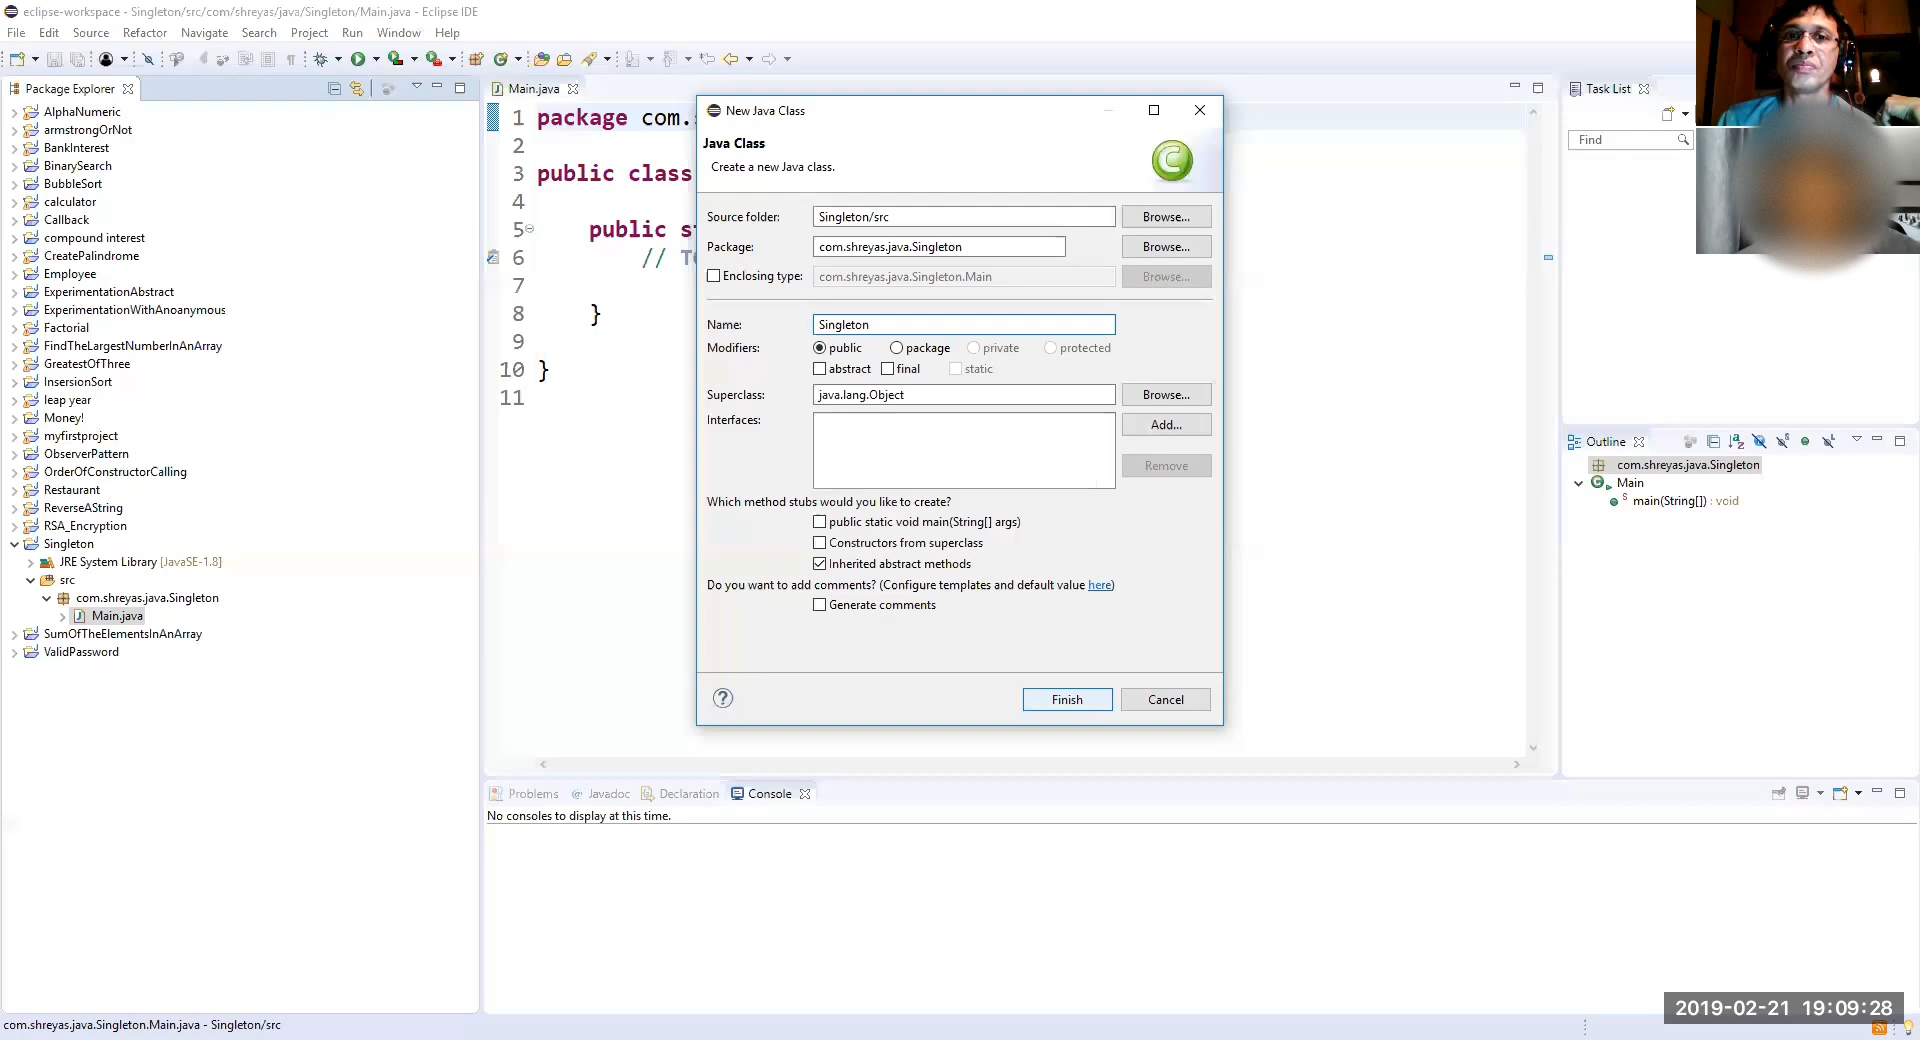 eclipse-workspace - Singleton/src/com/shreyas/java/Singleton/Main.java - Eclipse IDE
File Edit Source Refactor Navigate Search Project Run Window Help
Package Explorer
AlphaNumeric
armstrongOrNot
BankInterest
BinarySearch
BubbleSort
calculator
Callback
compound interest
CreatePalindrome
Employee
ExperimentationAbstract
ExperimentationWithAnoanymous
Factorial
FindTheLargestNumberInAnArray
GreatestOfThree
InsersionSort
leap year
Money!
myfirstproject
ObserverPattern
OrderOfConstructorCalling
Restaurant
ReverseAString
RSA_Encryption
Singleton
JRE System Library [JavaSE-1.8]
src
com.shreyas.java.Singleton
Main.java
SumOfTheElementsInAnArray
ValidPassword
Main.java
1 package com.
2
3 public class
4
5 public
6 //
7
8 }
9
10 }
11
New Java Class
Java Class
Create a new Java class.
C
Source folder: Singleton/src Browse...
Package: com.shreyas.java.Singleton Browse...
Enclosing type: com.shreyas.java.Singleton.Main Browse...
Name: Singleton
Modifiers: public package private protected
abstract final static
Superclass: java.lang.Object Browse...
Interfaces: Add...
Remove
Which method stubs would you like to create?
public static void main(String[] args)
Constructors from superclass
Inherited abstract methods
Do you want to add comments? (Configure templates and default value here)
Generate comments
? Finish Cancel
Task List
Find
Outline
com.shreyas.java.Singleton
Main
main(String[]) : void
Problems @ Javadoc Declaration Console
No consoles to display at this time.
2019-02-21 19:09:28
com.shreyas.java.Singleton.Main.java - Singleton/src